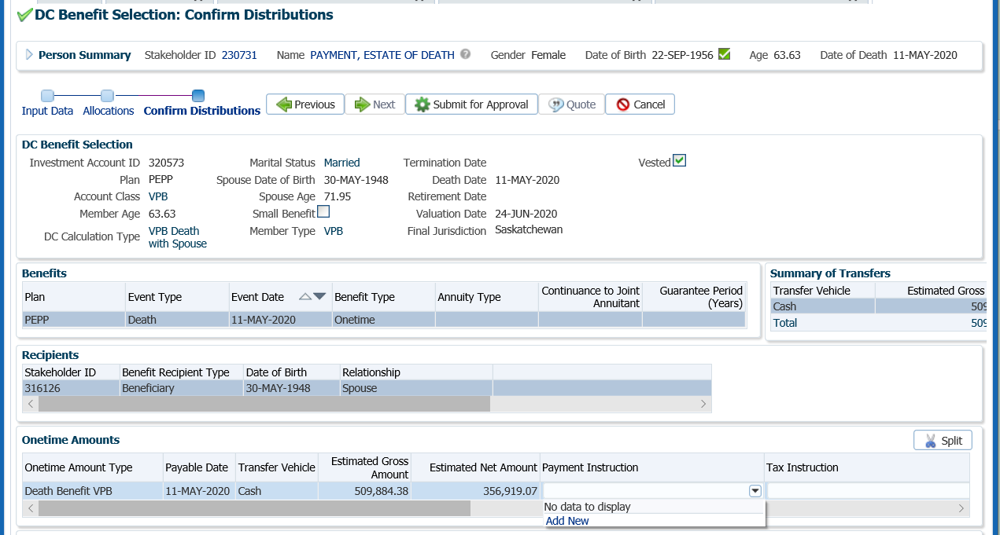 DC Benefit Selection: Confirm Distributions
Person Summary Stakeholder ID 230731 Name PAYMENT, ESTATE OF DEATH Gender Female Date of Birth 22-SEP-1956 Age 63.63 Date of Death 11-MAY-2020
Input Data Allocations Confirm Distributions Previous Next Submit for Approval Quote Cancel
DC Benefit Selection
Investment Account ID 320573 Marital Status Married Termination Date Vested
Plan PEPP Spouse Date of Birth 30-MAY-1948 Death Date 11-MAY-2020
Account Class VPB Spouse Age 71.95 Retirement Date
Member Age 63.63 Small Benefit Valuation Date 24-JUN-2020
DC Calculation Type VPB Death with Spouse Member Type VPB Final Jurisdiction Saskatchewan
Benefits
Plan Event Type Event Date Benefit Type Annuity Type Continuance to Joint Annuitant Guarantee Period (Years)
PEPP Death 11-MAY-2020 Onetime
Summary of Transfers
Transfer Vehicle Estimated Gross
Cash 509
Total 509
Recipients
Stakeholder ID Benefit Recipient Type Date of Birth Relationship
316126 Beneficiary 30-MAY-1948 Spouse
Onetime Amounts Split
Onetime Amount Type Payable Date Transfer Vehicle Estimated Gross Amount Estimated Net Amount Payment Instruction Tax Instruction
Death Benefit VPB 11-MAY-2020 Cash 509,884.38 356,919.07
No data to display
Add New